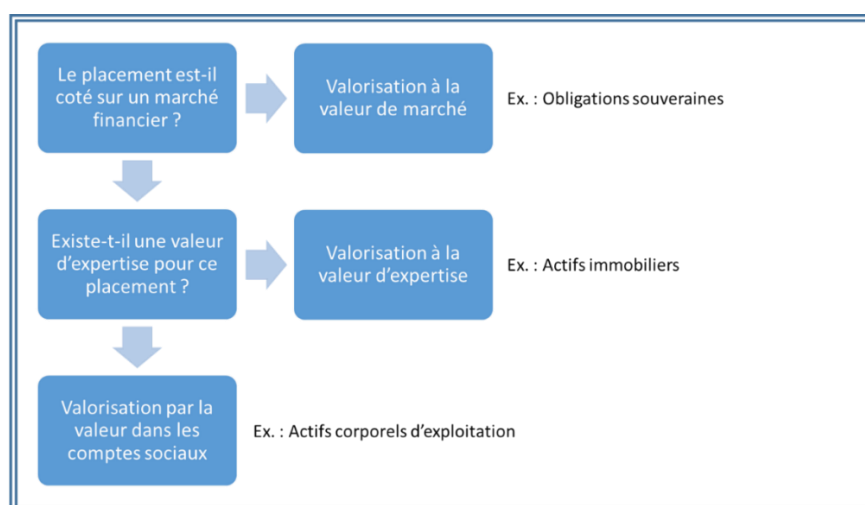 Le placement est-il
coté sur un marché
financier ?
Valorisation à la
valeur de marché
Ex. : Obligations souveraines
Existe-t-il une valeur
d'expertise pour ce
placement ?
Valorisation à la
valeur d'expertise
Ex. : Actifs immobiliers
Valorisation par la
valeur dans les
comptes sociaux
Ex. : Actifs corporels d'exploitation